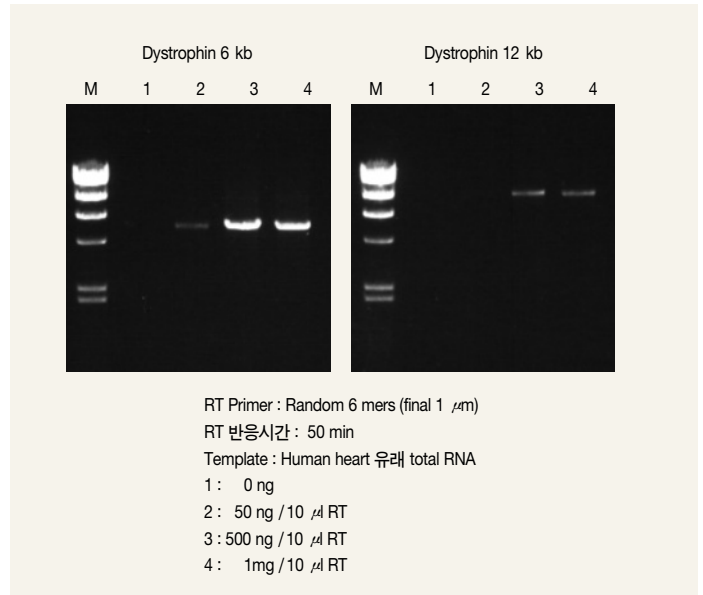 Dystrophin 6 kb
M 1 2 3 4
Dystrophin 12 kb
M 1 2 3 4
RT Primer : Random 6 mers (final 1 μm)
RT 반응시간 : 50 min
Template : Human heart 유래 total RNA
1 : 0 ng
2 : 50 ng / 10 μl RT
3 : 500 ng / 10 μl RT
4 : 1mg / 10 μl RT